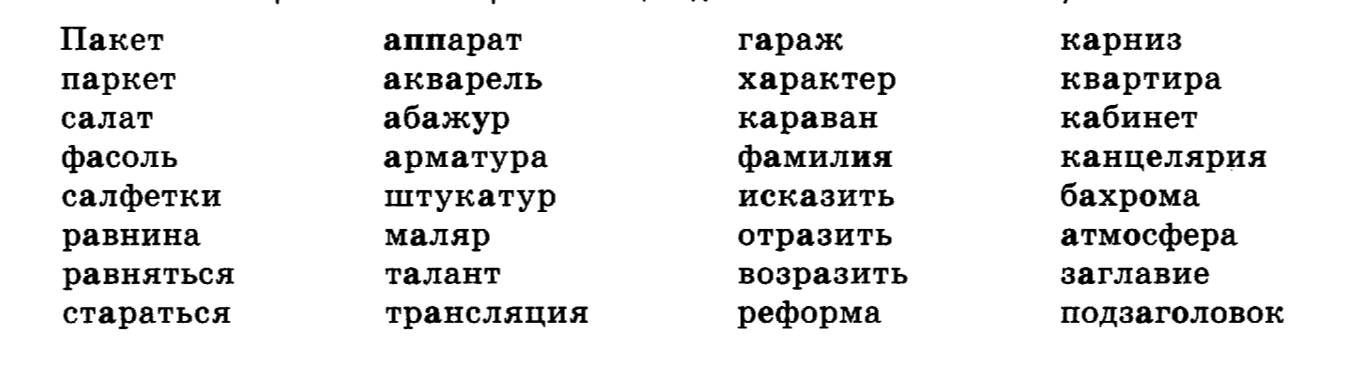 Пакет аппарат гараж карниз
паркет акварель характер квартира
салат абажур караван кабинет
фасоль арматура фамилия канцелярия
салфетки штукатур исказить бахрома
равнина маляр отразить атмосфера
равняться талант возразить заглавие
стараться трансляция реформа подзаголовок